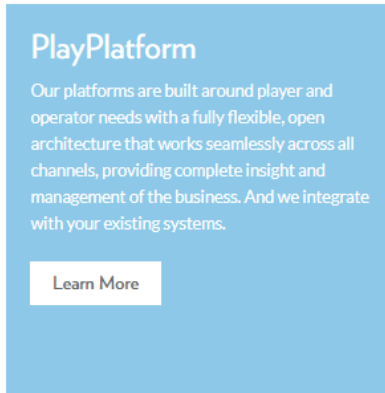 PlayPlatform
Our platforms are built around player and
operator needs with a fully flexible, open
architecture that works seamlessly across all
channels, providing complete insight and
management of the business. And we integrate
with your existing systems.
Learn More